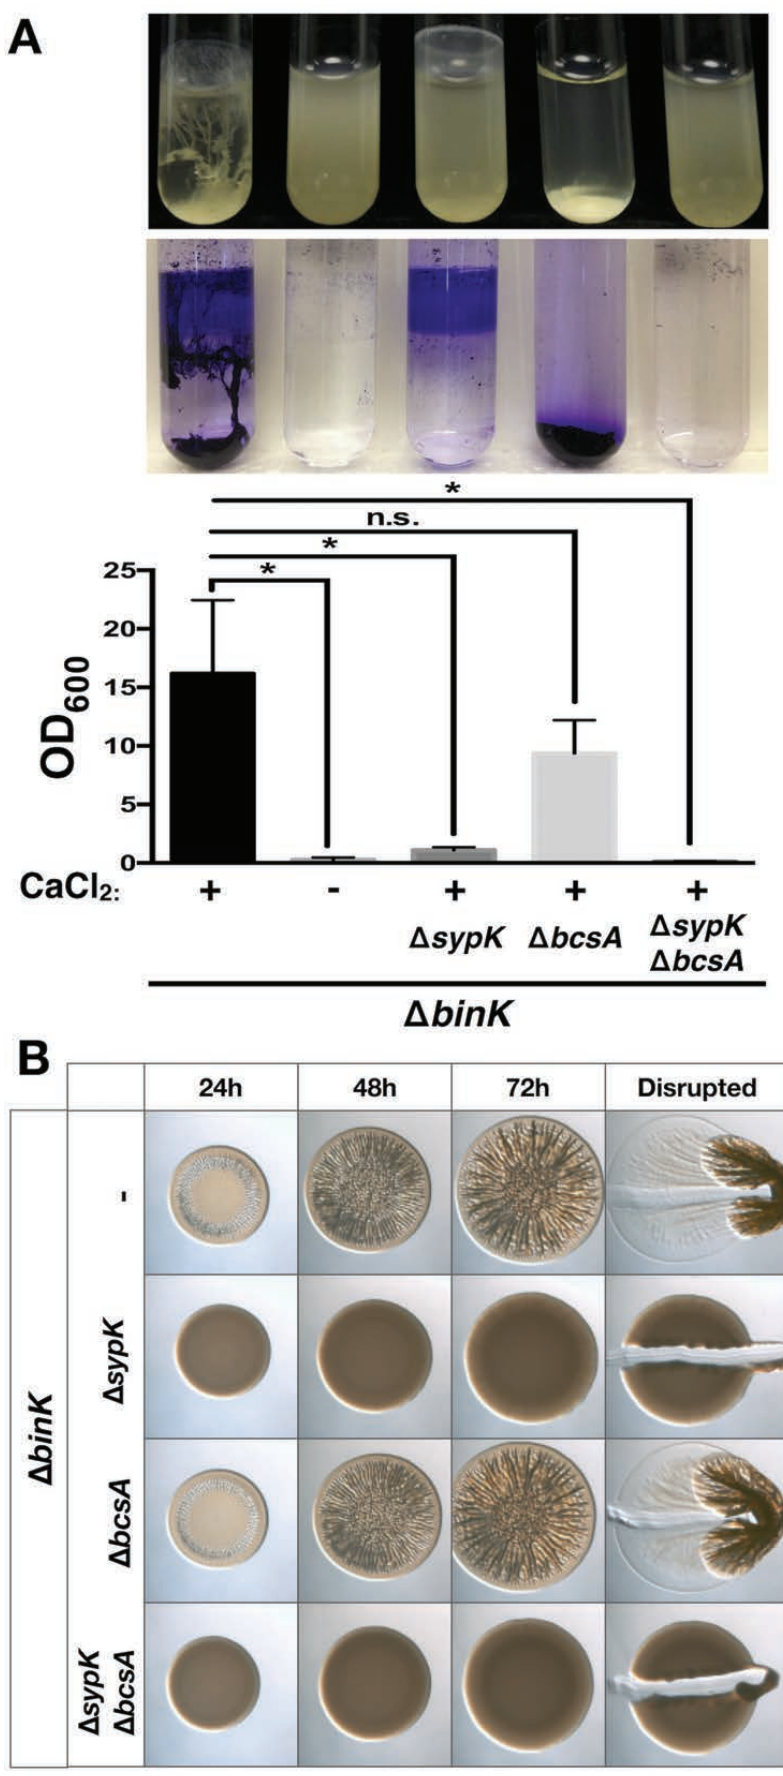 A
*
n.s.
*
*
25
20
15
10
5
0
OD600
CaCl2: + - + + +
ΔsypK ΔbcsA ΔsypK
ΔbcsA
ΔbinK
B
24h 48h 72h Disrupted
ΔbinK
-
ΔsypK
ΔbcsA
ΔsypK
ΔbcsA